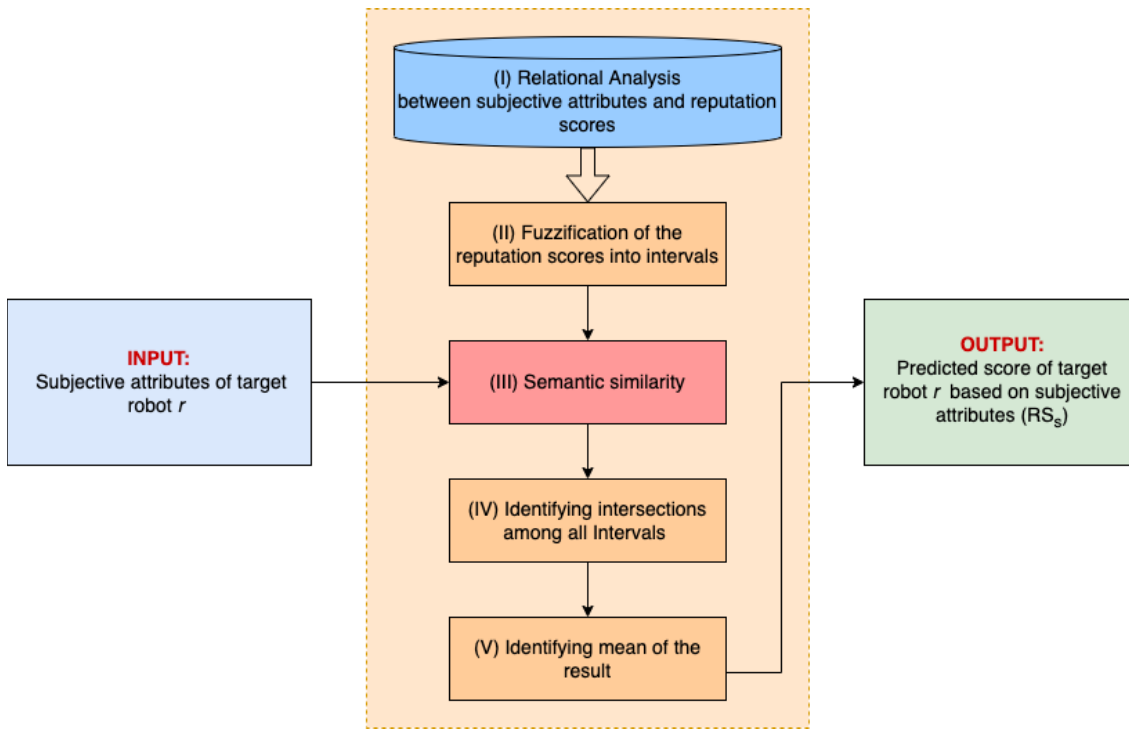 (I) Relational Analysis
between subjective attributes and reputation
scores
(II) Fuzzification of the
reputation scores into intervals
INPUT:
Subjective attributes of target
robot r
(III) Semantic similarity
OUTPUT:
Predicted score of target
robot r based on subjective
attributes (RSs)
(IV) Identifying intersections
among all Intervals
(V) Identifying mean of the
result